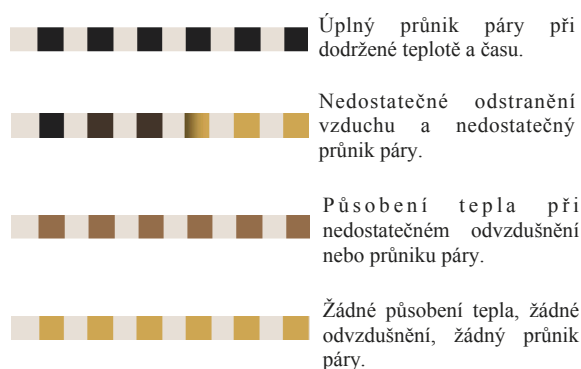 Úplný průnik páry při
dodržené teplotě a času.
Nedostatečné odstranění
vzduchu a nedostatečný
průnik páry.
Působení tepla při
nedostatečném odvzdušnění
nebo průniku páry.
Žádné působení tepla, žádné
odvzdušnění, žádný průnik
páry.